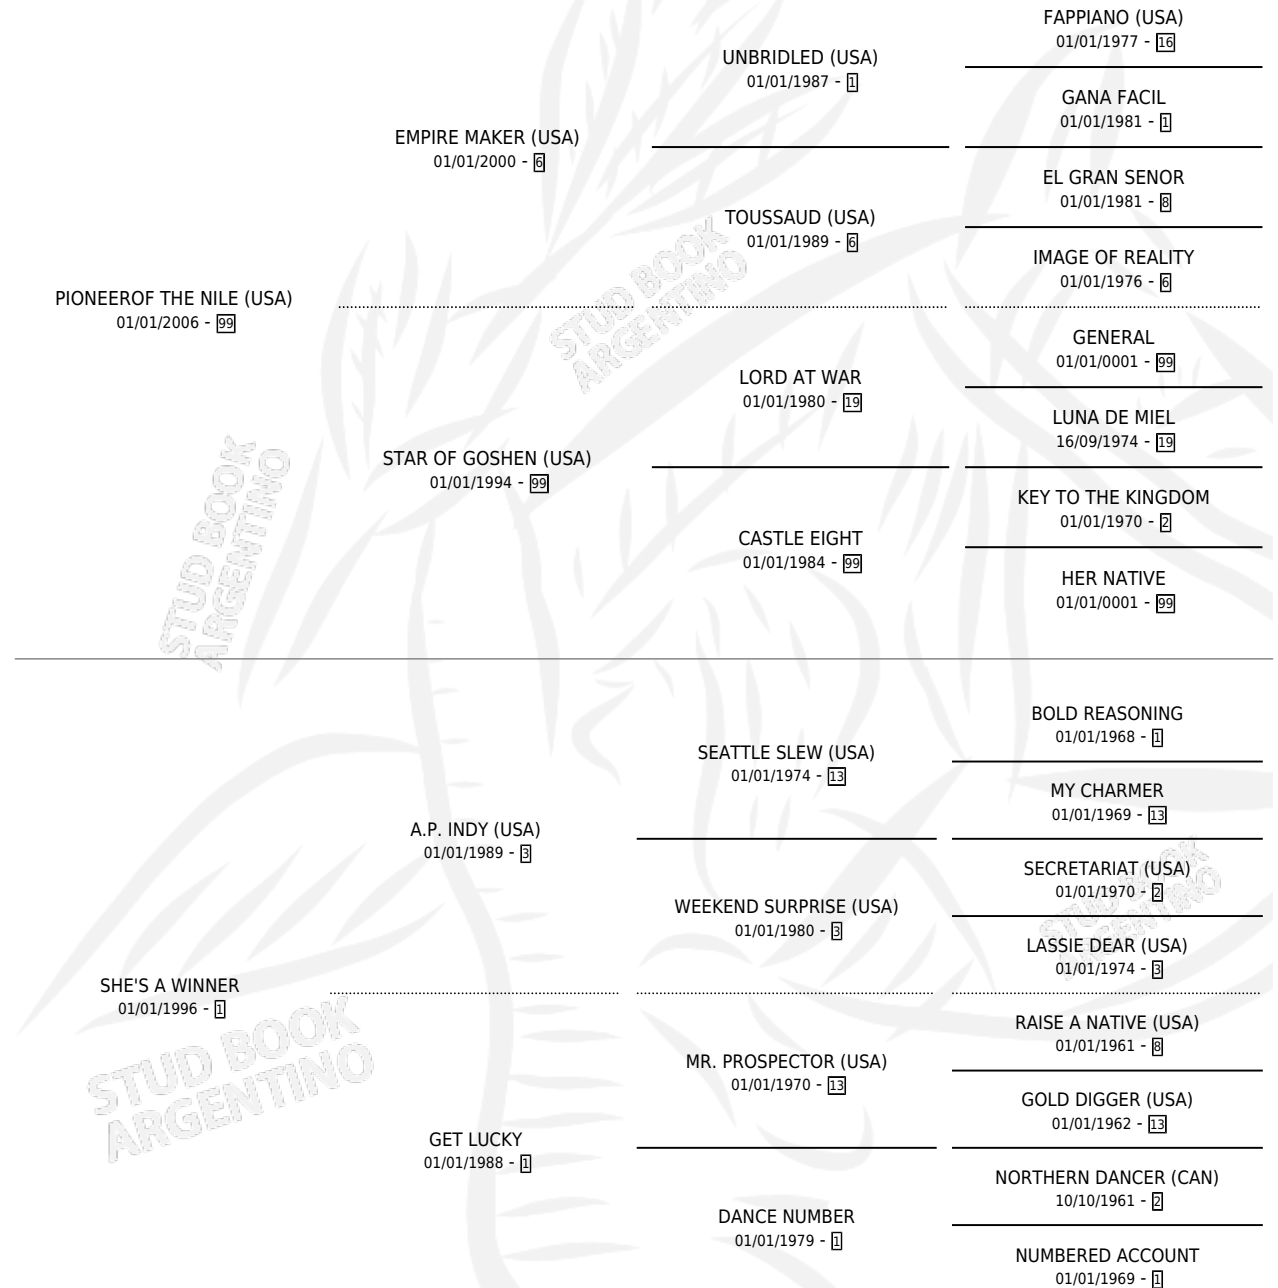 FAPPIANO (USA)
01/01/1977 - 16
UNBRIDLED (USA)
01/01/1987 - 1
GANA FACIL
01/01/1981 - 1
EMPIRE MAKER (USA)
01/01/2000 - 6
EL GRAN SENOR
01/01/1981 - 8
TOUSSAUD (USA)
01/01/1989 - 6
IMAGE OF REALITY
01/01/1976 - 6
PIONEEROF THE NILE (USA)
01/01/2006 - 99
GENERAL
01/01/0001 - 99
LORD AT WAR
01/01/1980 - 19
LUNA DE MIEL
16/09/1974 - 19
STAR OF GOSHEN (USA)
01/01/1994 - 99
KEY TO THE KINGDOM
01/01/1970 - 2
CASTLE EIGHT
01/01/1984 - 99
HER NATIVE
01/01/0001 - 99
BOLD REASONING
01/01/1968 - 1
SEATTLE SLEW (USA)
01/01/1974 - 13
MY CHARMER
01/01/1969 - 13
A.P. INDY (USA)
01/01/1989 - 3
SECRETARIAT (USA)
01/01/1970 - 2
WEEKEND SURPRISE (USA)
01/01/1980 - 3
LASSIE DEAR (USA)
01/01/1974 - 3
SHE'S A WINNER
01/01/1996 - 1
RAISE A NATIVE (USA)
01/01/1961 - 8
MR. PROSPECTOR (USA)
01/01/1970 - 13
GOLD DIGGER (USA)
01/01/1962 - 13
GET LUCKY
01/01/1988 - 1
NORTHERN DANCER (CAN)
10/10/1961 - 2
DANCE NUMBER
01/01/1979 - 1
NUMBERED ACCOUNT
01/01/1969 - 1
STUD BOOK
ARGENTINO
STUD BOOK
ARGENTINO
STUD BOOK
ARGENTINO
STUD BOOK
ARGENTINO